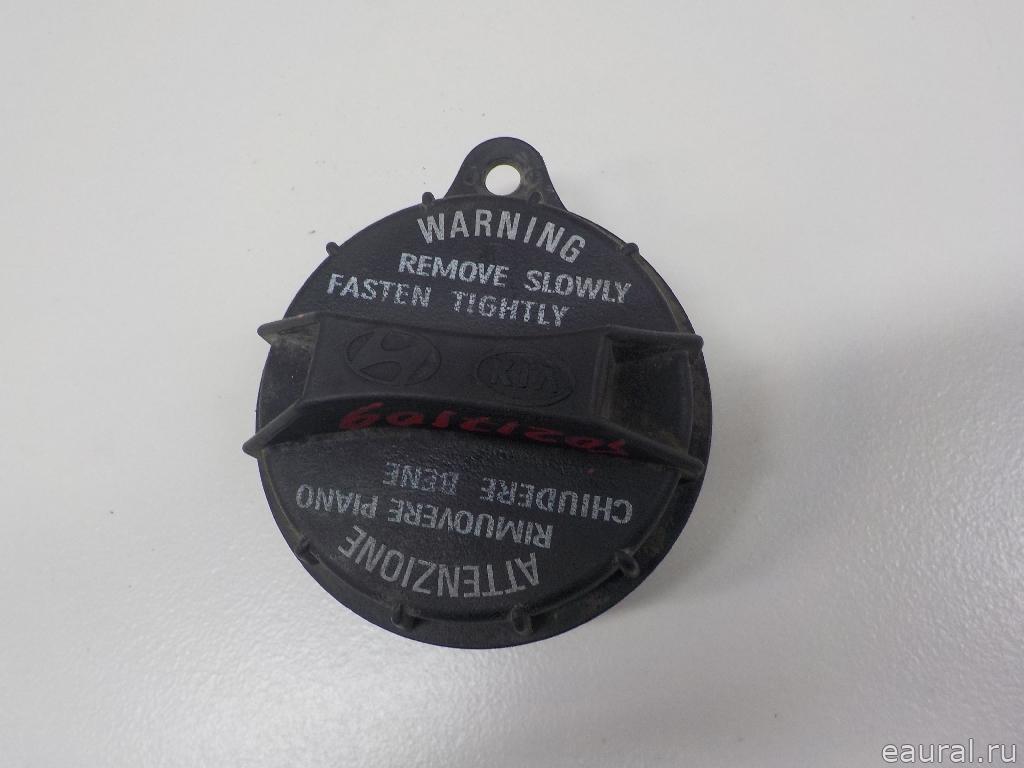 WARNING
REMOVE SLOWLY
FASTEN TIGHTLY
KIA
ATTENZIONE
RIMUOVERE PIANO
CHIUDERE BENE
eaural.ru